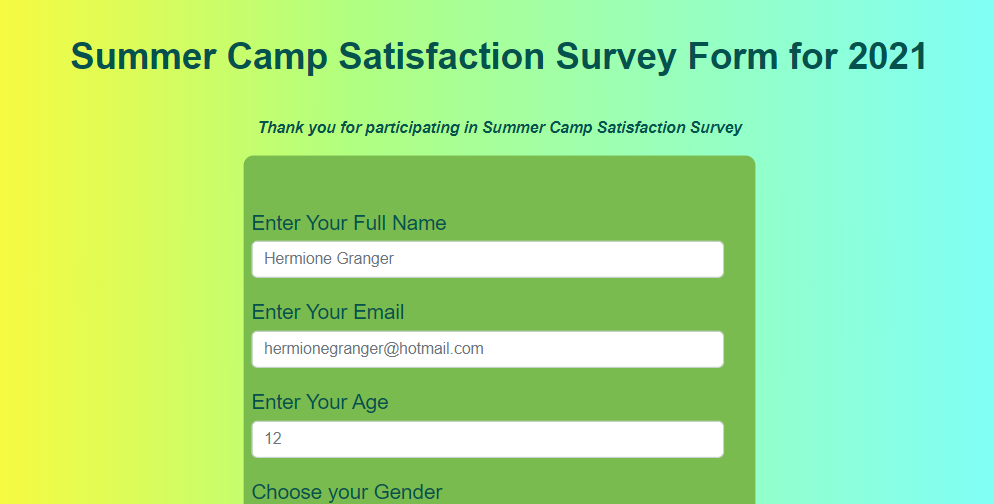 Summer Camp Satisfaction Survey Form for 2021
Thank you for participating in Summer Camp Satisfaction Survey
Enter Your Full Name
Hermione Granger
Enter Your Email
hermionegranger@hotmail.com
Enter Your Age
12
Choose your Gender